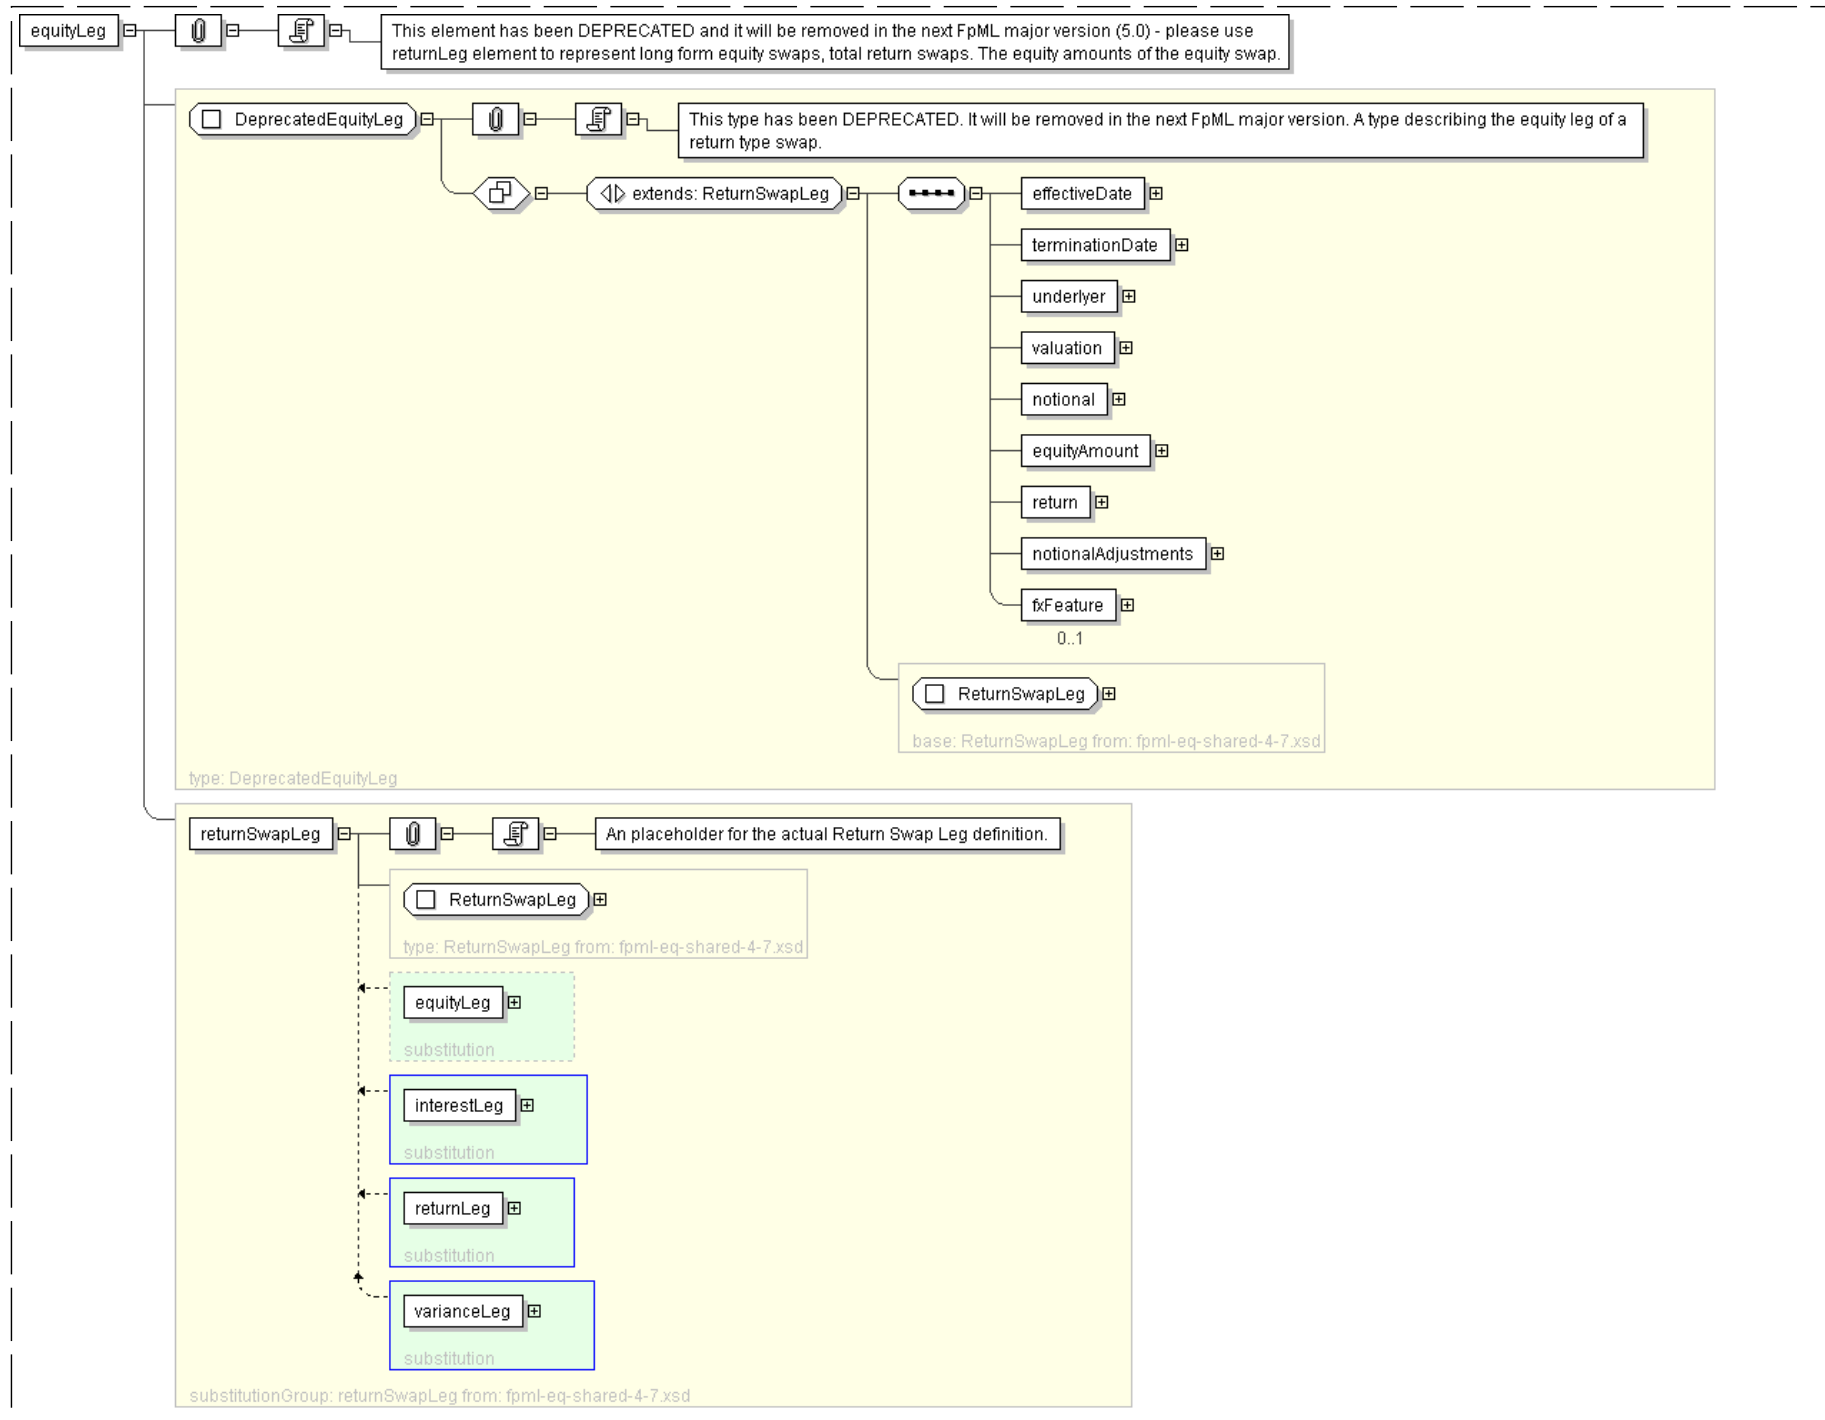 equityLeg
This element has been DEPRECATED and it will be removed in the next FpML major version (5.0) - please use
returnLeg element to represent long form equity swaps, total return swaps. The equity amounts of the equity swap.
DeprecatedEquityLeg
This type has been DEPRECATED. It will be removed in the next FpML major version. A type describing the equity leg of a
return type swap.
extends: ReturnSwapLeg
effectiveDate
terminationDate
underlyer
valuation
notional
equityAmount
return
notionalAdjustments
fxFeature
0..1
ReturnSwapLeg
base: ReturnSwapLeg from: fpml-eq-shared-4-7.xsd
type: DeprecatedEquityLeg
returnSwapLeg
An placeholder for the actual Return Swap Leg definition.
ReturnSwapLeg
type: ReturnSwapLeg from: fpml-eq-shared-4-7.xsd
equityLeg
substitution
interestLeg
substitution
returnLeg
substitution
varianceLeg
substitution
substitutionGroup: returnSwapLeg from: fpml-eq-shared-4-7.xsd